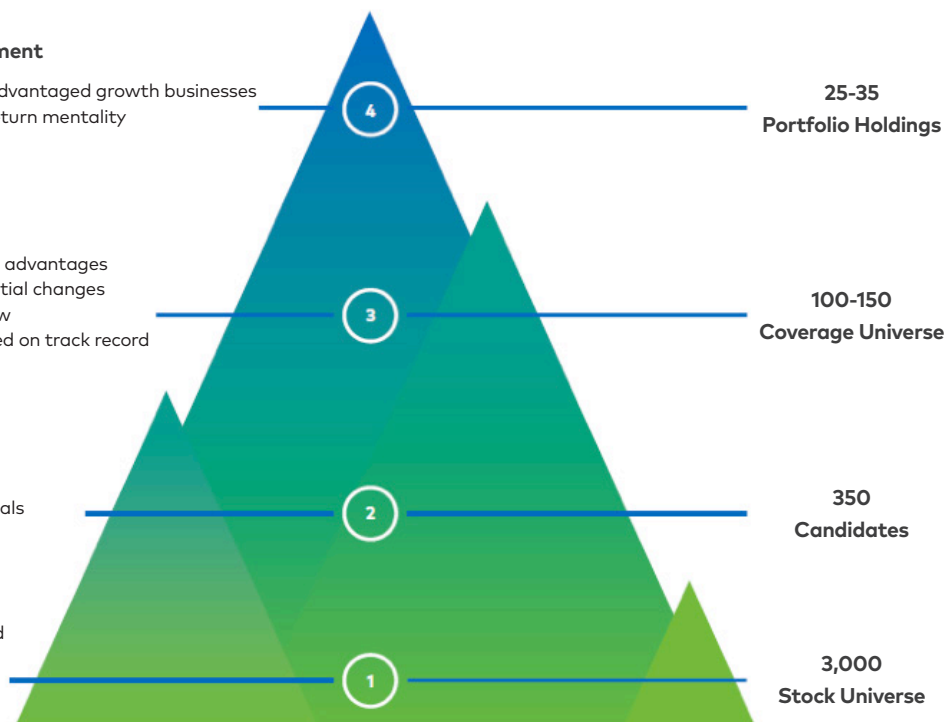 ment
dvantaged growth businesses
turn mentality
4
25-35
Portfolio Holdings
advantages
tial changes
w
ed on track record
3
100-150
Coverage Universe
als
2
350
Candidates
d
1
3,000
Stock Universe